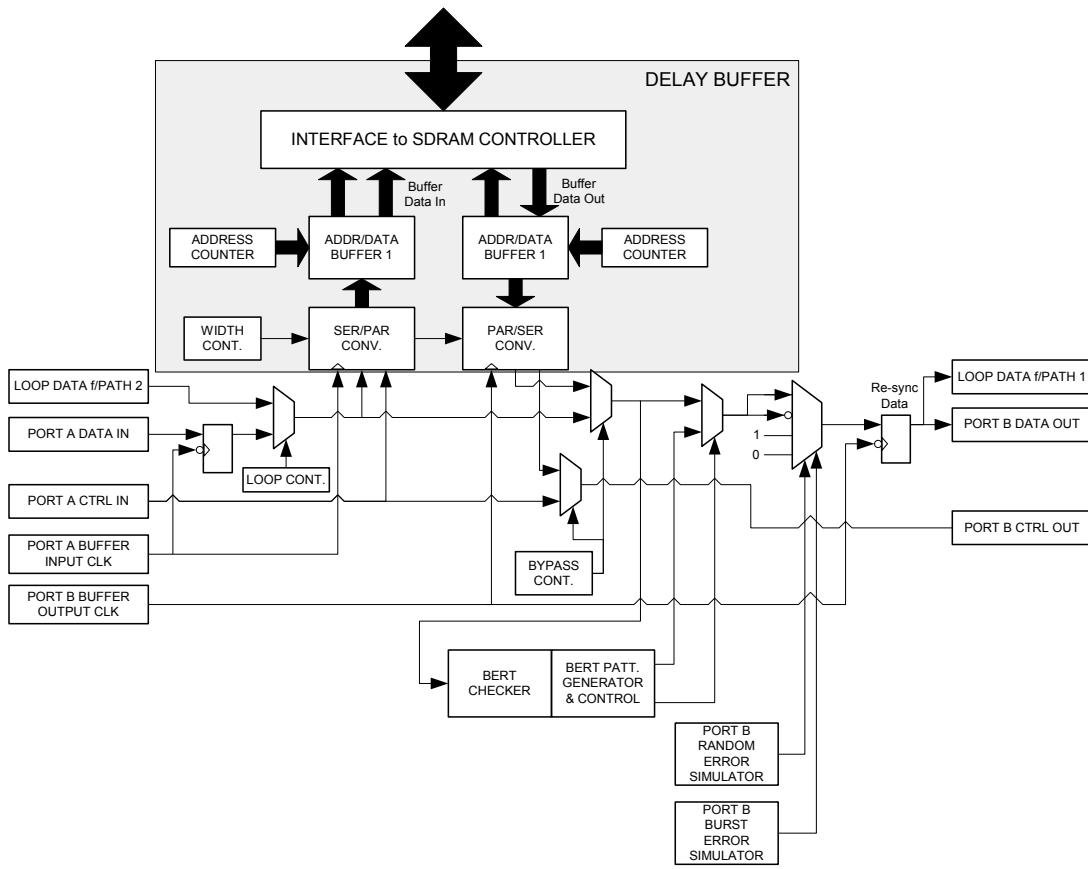 DELAY BUFFER
INTERFACE to SDRAM CONTROLLER
Buffer
Data In
Buffer
Data Out
ADDRESS
COUNTER
ADDR/DATA
BUFFER 1
ADDR/DATA
BUFFER 1
ADDRESS
COUNTER
WIDTH
CONT.
SER/PAR
CONV.
PAR/SER
CONV.
LOOP DATA f/PATH 2
PORT A DATA IN
LOOP CONT.
PORT A CTRL IN
PORT A BUFFER
INPUT CLK
PORT B BUFFER
OUTPUT CLK
BYPASS
CONT.
1
0
Re-sync
Data
LOOP DATA f/PATH 1
PORT B DATA OUT
PORT B CTRL OUT
BERT
CHECKER
BERT PATT.
GENERATOR
& CONTROL
PORT B
RANDOM
ERROR
SIMULATOR
PORT B
BURST
ERROR
SIMULATOR